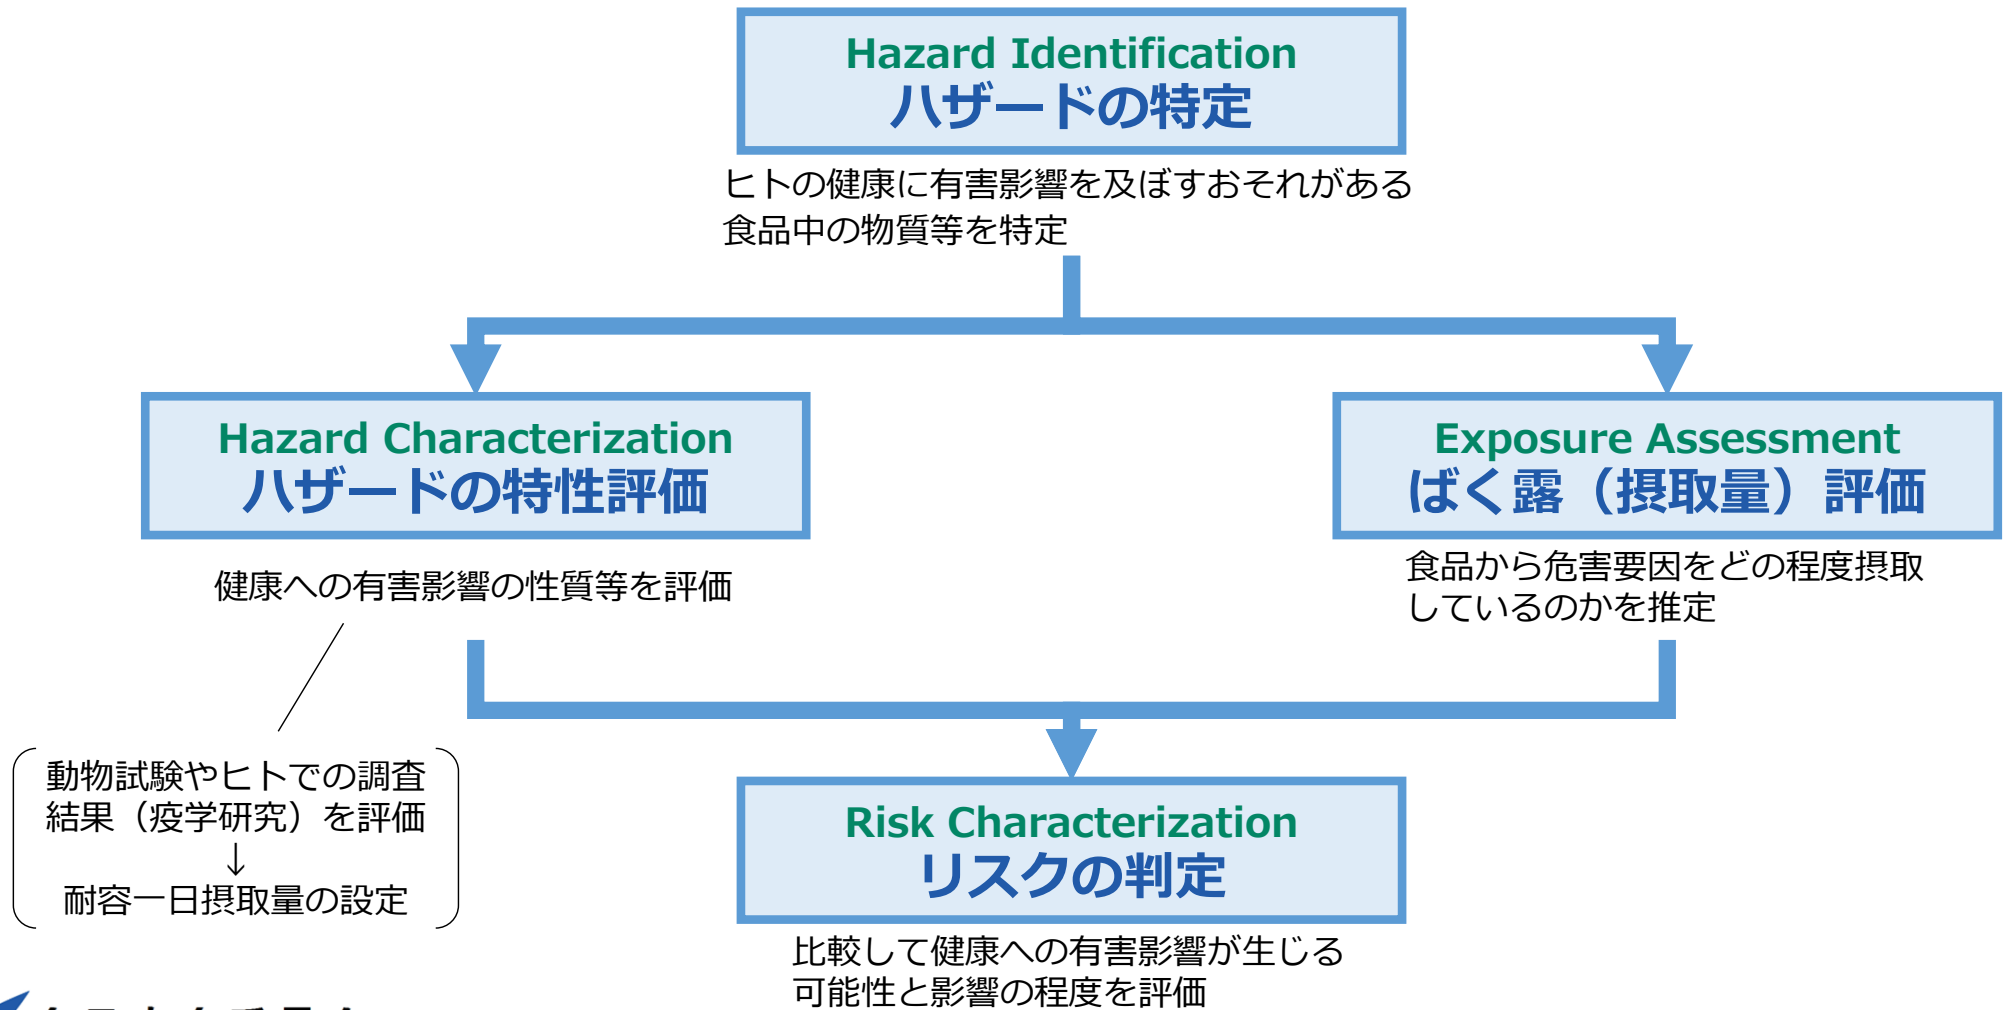 Hazard Identification
ハザードの特定
ヒトの健康に有害影響を及ぼすおそれがある
食品中の物質等を特定
Hazard Characterization
ハザードの特性評価
健康への有害影響の性質等を評価
Exposure Assessment
ばく露（摂取量）評価
食品から危害要因をどの程度摂取
しているのかを推定
動物試験やヒトでの調査
結果（疫学研究）を評価
↓
耐容一日摂取量の設定
Risk Characterization
リスクの判定
比較して健康への有害影響が生じる
可能性と影響の程度を評価